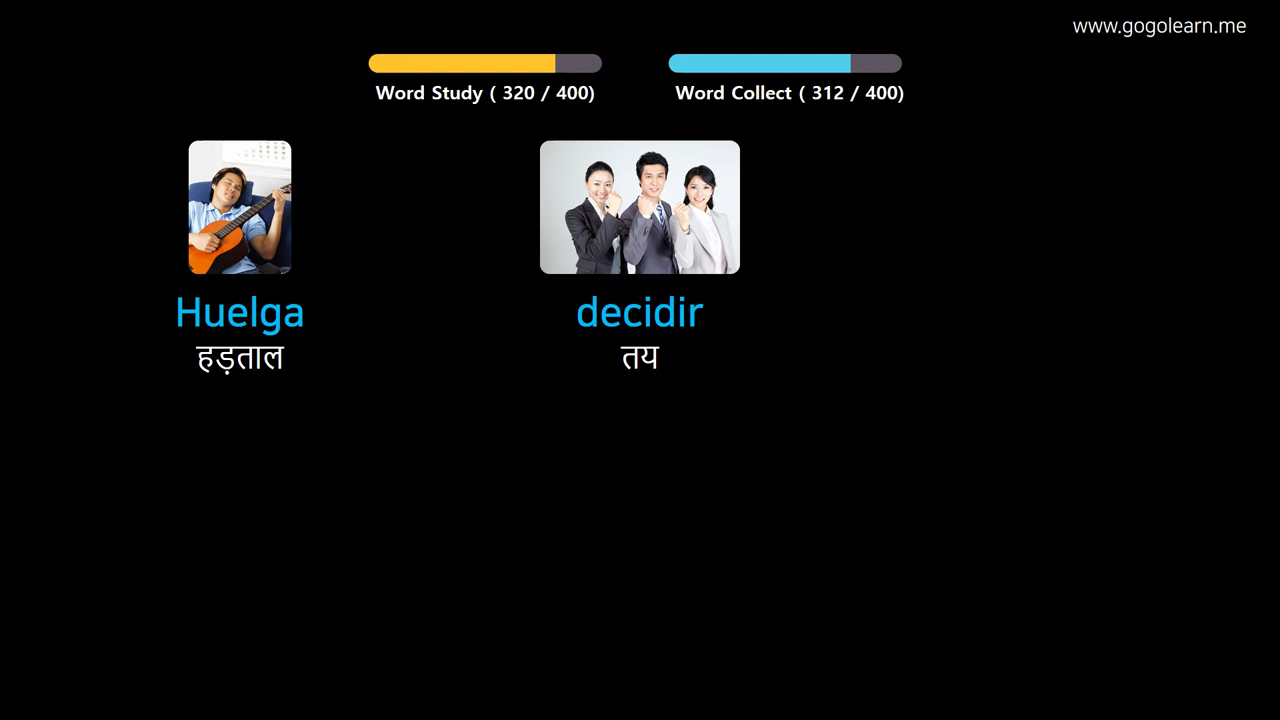 www.gogolearn.me
Word Study ( 320 / 400)
Word Collect ( 312 / 400)
Huelga
हड़ताल
decidir
तय